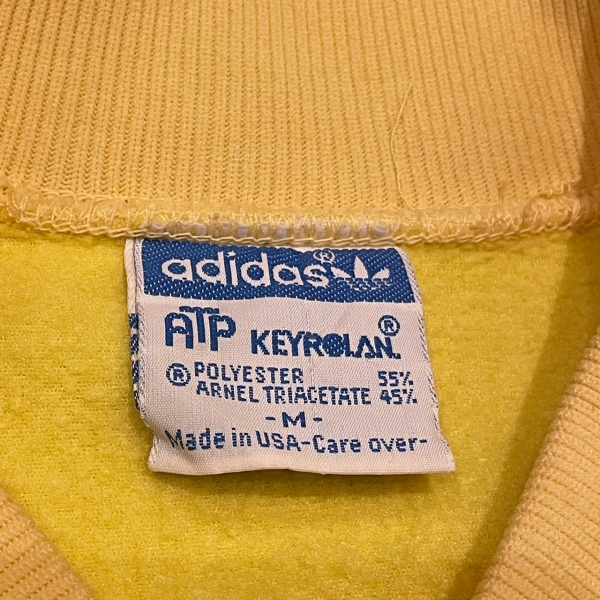 adidas®
ATP KEYROLAN®
® POLYESTER 55%
ARNEL TRIACETATE 45%
-M-
Made in USA-Care over-